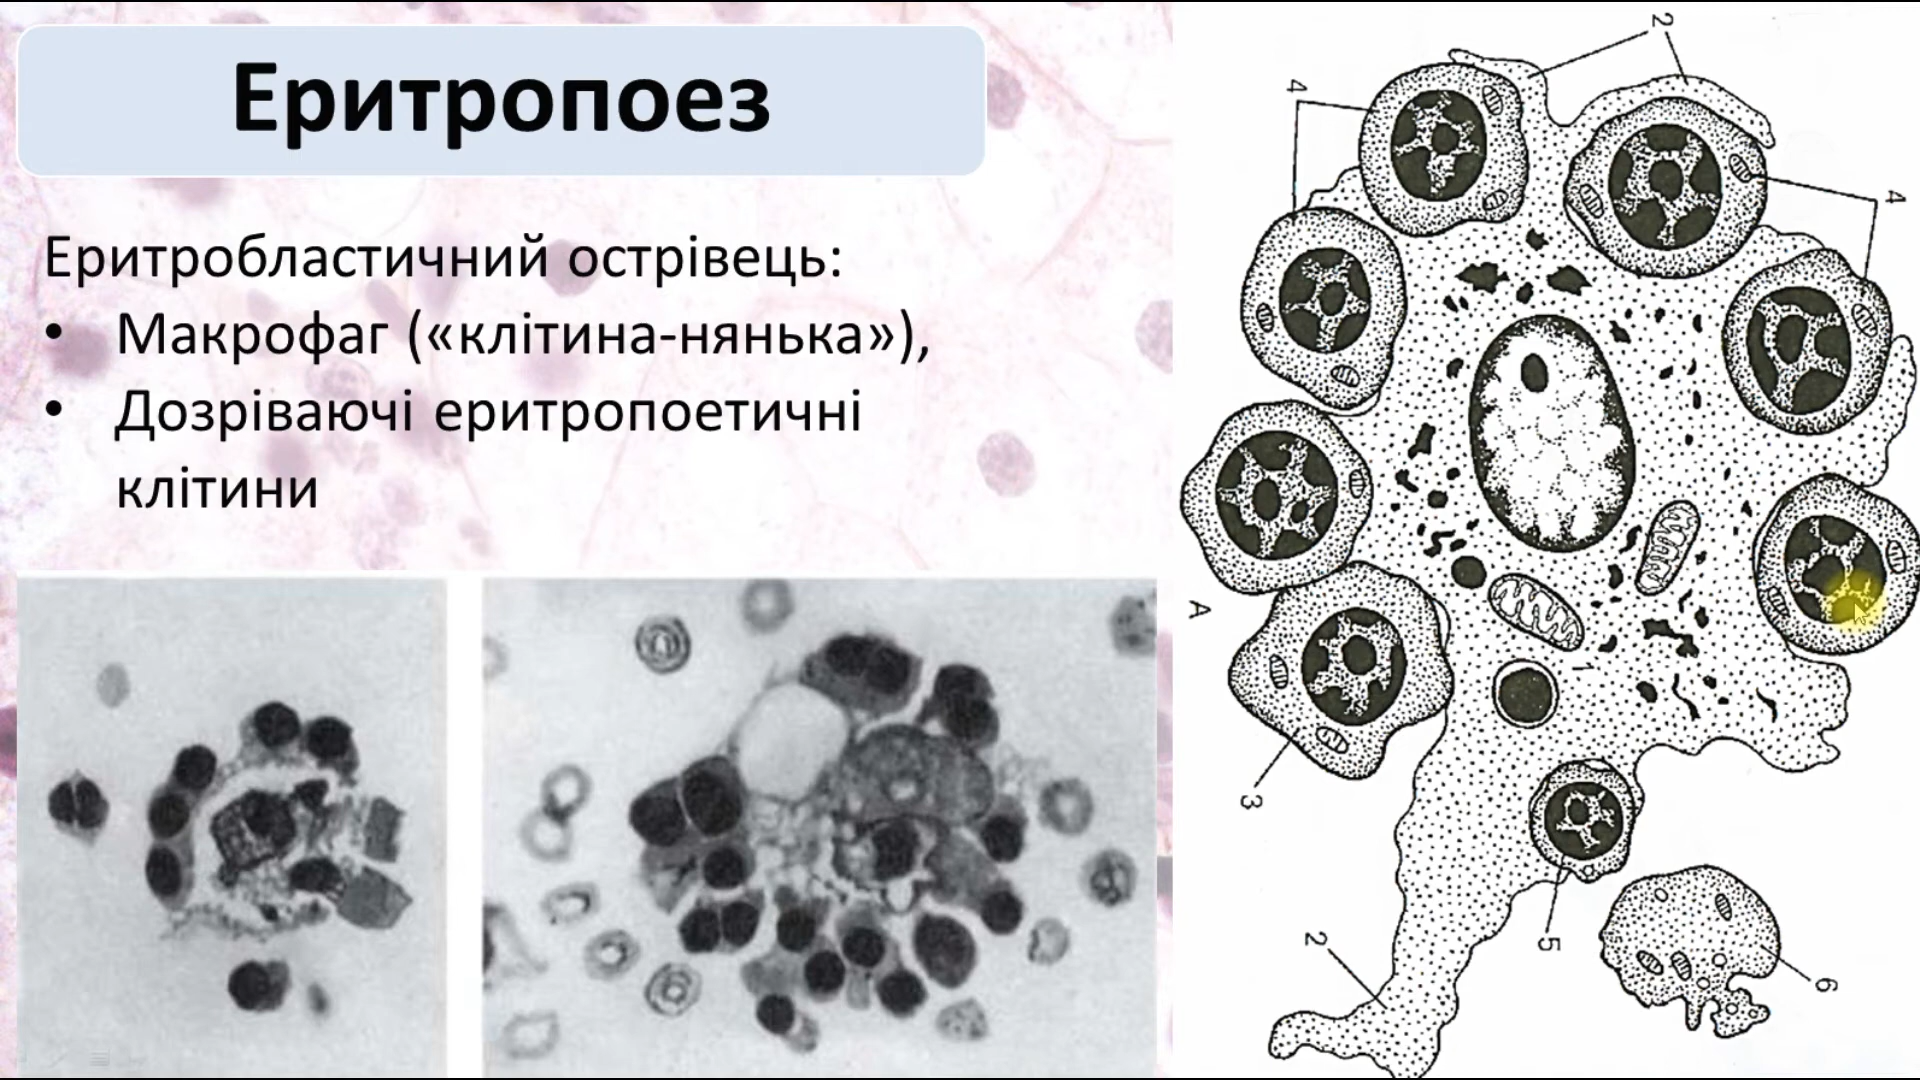 Еритропоез
Еритробластичний острівець:
• Макрофаг («клітина-нянька»),
• Дозріваючі еритропоетичні
клітини
2
4
4
A
1
3
5
2
6